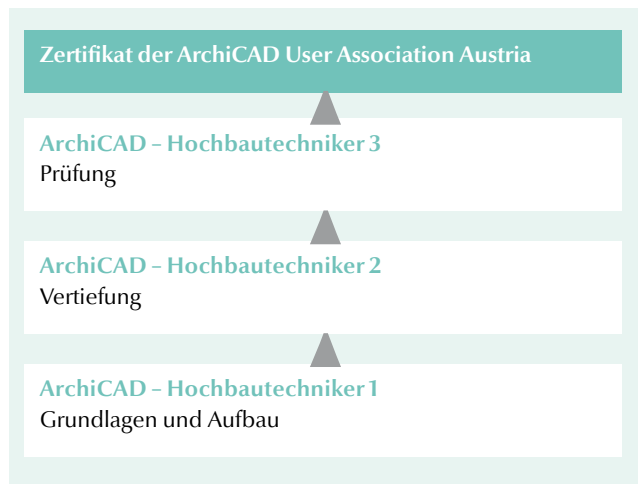 Zertifikat der ArchiCAD User Association Austria
ArchiCAD – Hochbautechniker 3
Prüfung
ArchiCAD – Hochbautechniker 2
Vertiefung
ArchiCAD – Hochbautechniker 1
Grundlagen und Aufbau